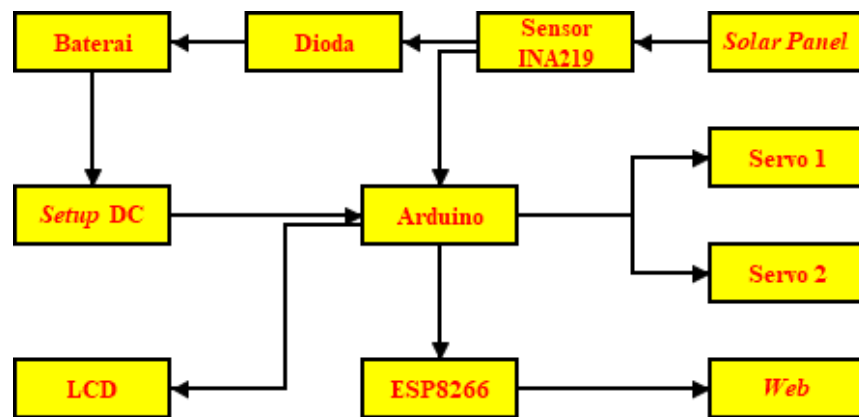 Baterai
Dioda
Sensor
INA219
Solar Panel
Servo 1
Setup DC
Arduino
Servo 2
LCD
ESP8266
Web